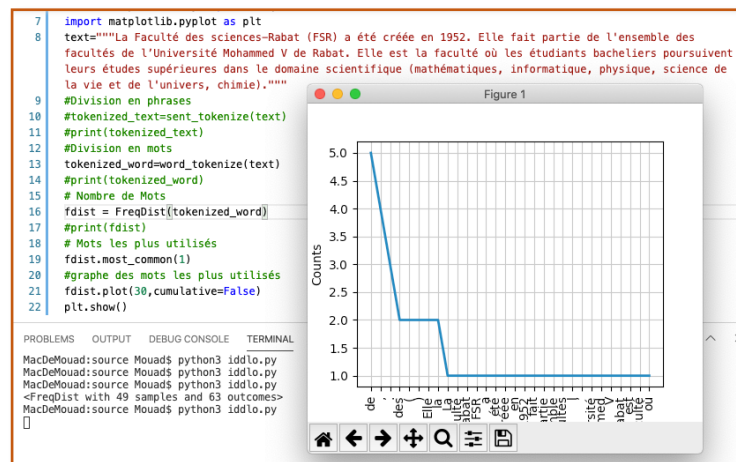 7 import matplotlib.pyplot as plt
8 text="""La Faculté des sciences-Rabat (FSR) a été créée en 1952. Elle fait partie de l'ensemble des
facultés de l’Université Mohammed V de Rabat. Elle est la faculté où les étudiants bacheliers poursuivent
leurs études supérieures dans le domaine scientifique (mathématiques, informatique, physique, science de
la vie et de l'univers, chimie)."""
9 #Division en phrases
10 #tokenized_text=sent_tokenize(text)
11 #print(tokenized_text)
12 #Division en mots
13 tokenized_word=word_tokenize(text)
14 #print(tokenized_word)
15 # Nombre de Mots
16 fdist = FreqDist(tokenized_word)
17 #print(fdist)
18 # Mots les plus utilisés
19 fdist.most_common(1)
20 #graphe des mots les plus utilisés
21 fdist.plot(30,cumulative=False)
22 plt.show()
PROBLEMS OUTPUT DEBUG CONSOLE TERMINAL
MacDeMouad:source Mouad$ python3 iddlo.py
MacDeMouad:source Mouad$ python3 iddlo.py
MacDeMouad:source Mouad$ python3 iddlo.py
<FreqDist with 49 samples and 63 outcomes>
MacDeMouad:source Mouad$ python3 iddlo.py
Figure 1
Counts
5.0
4.5
4.0
3.5
3.0
2.5
2.0
1.5
1.0
de
,
des
(
)
Elle
la
La
FSR
a
été
en
fait
V
est
où